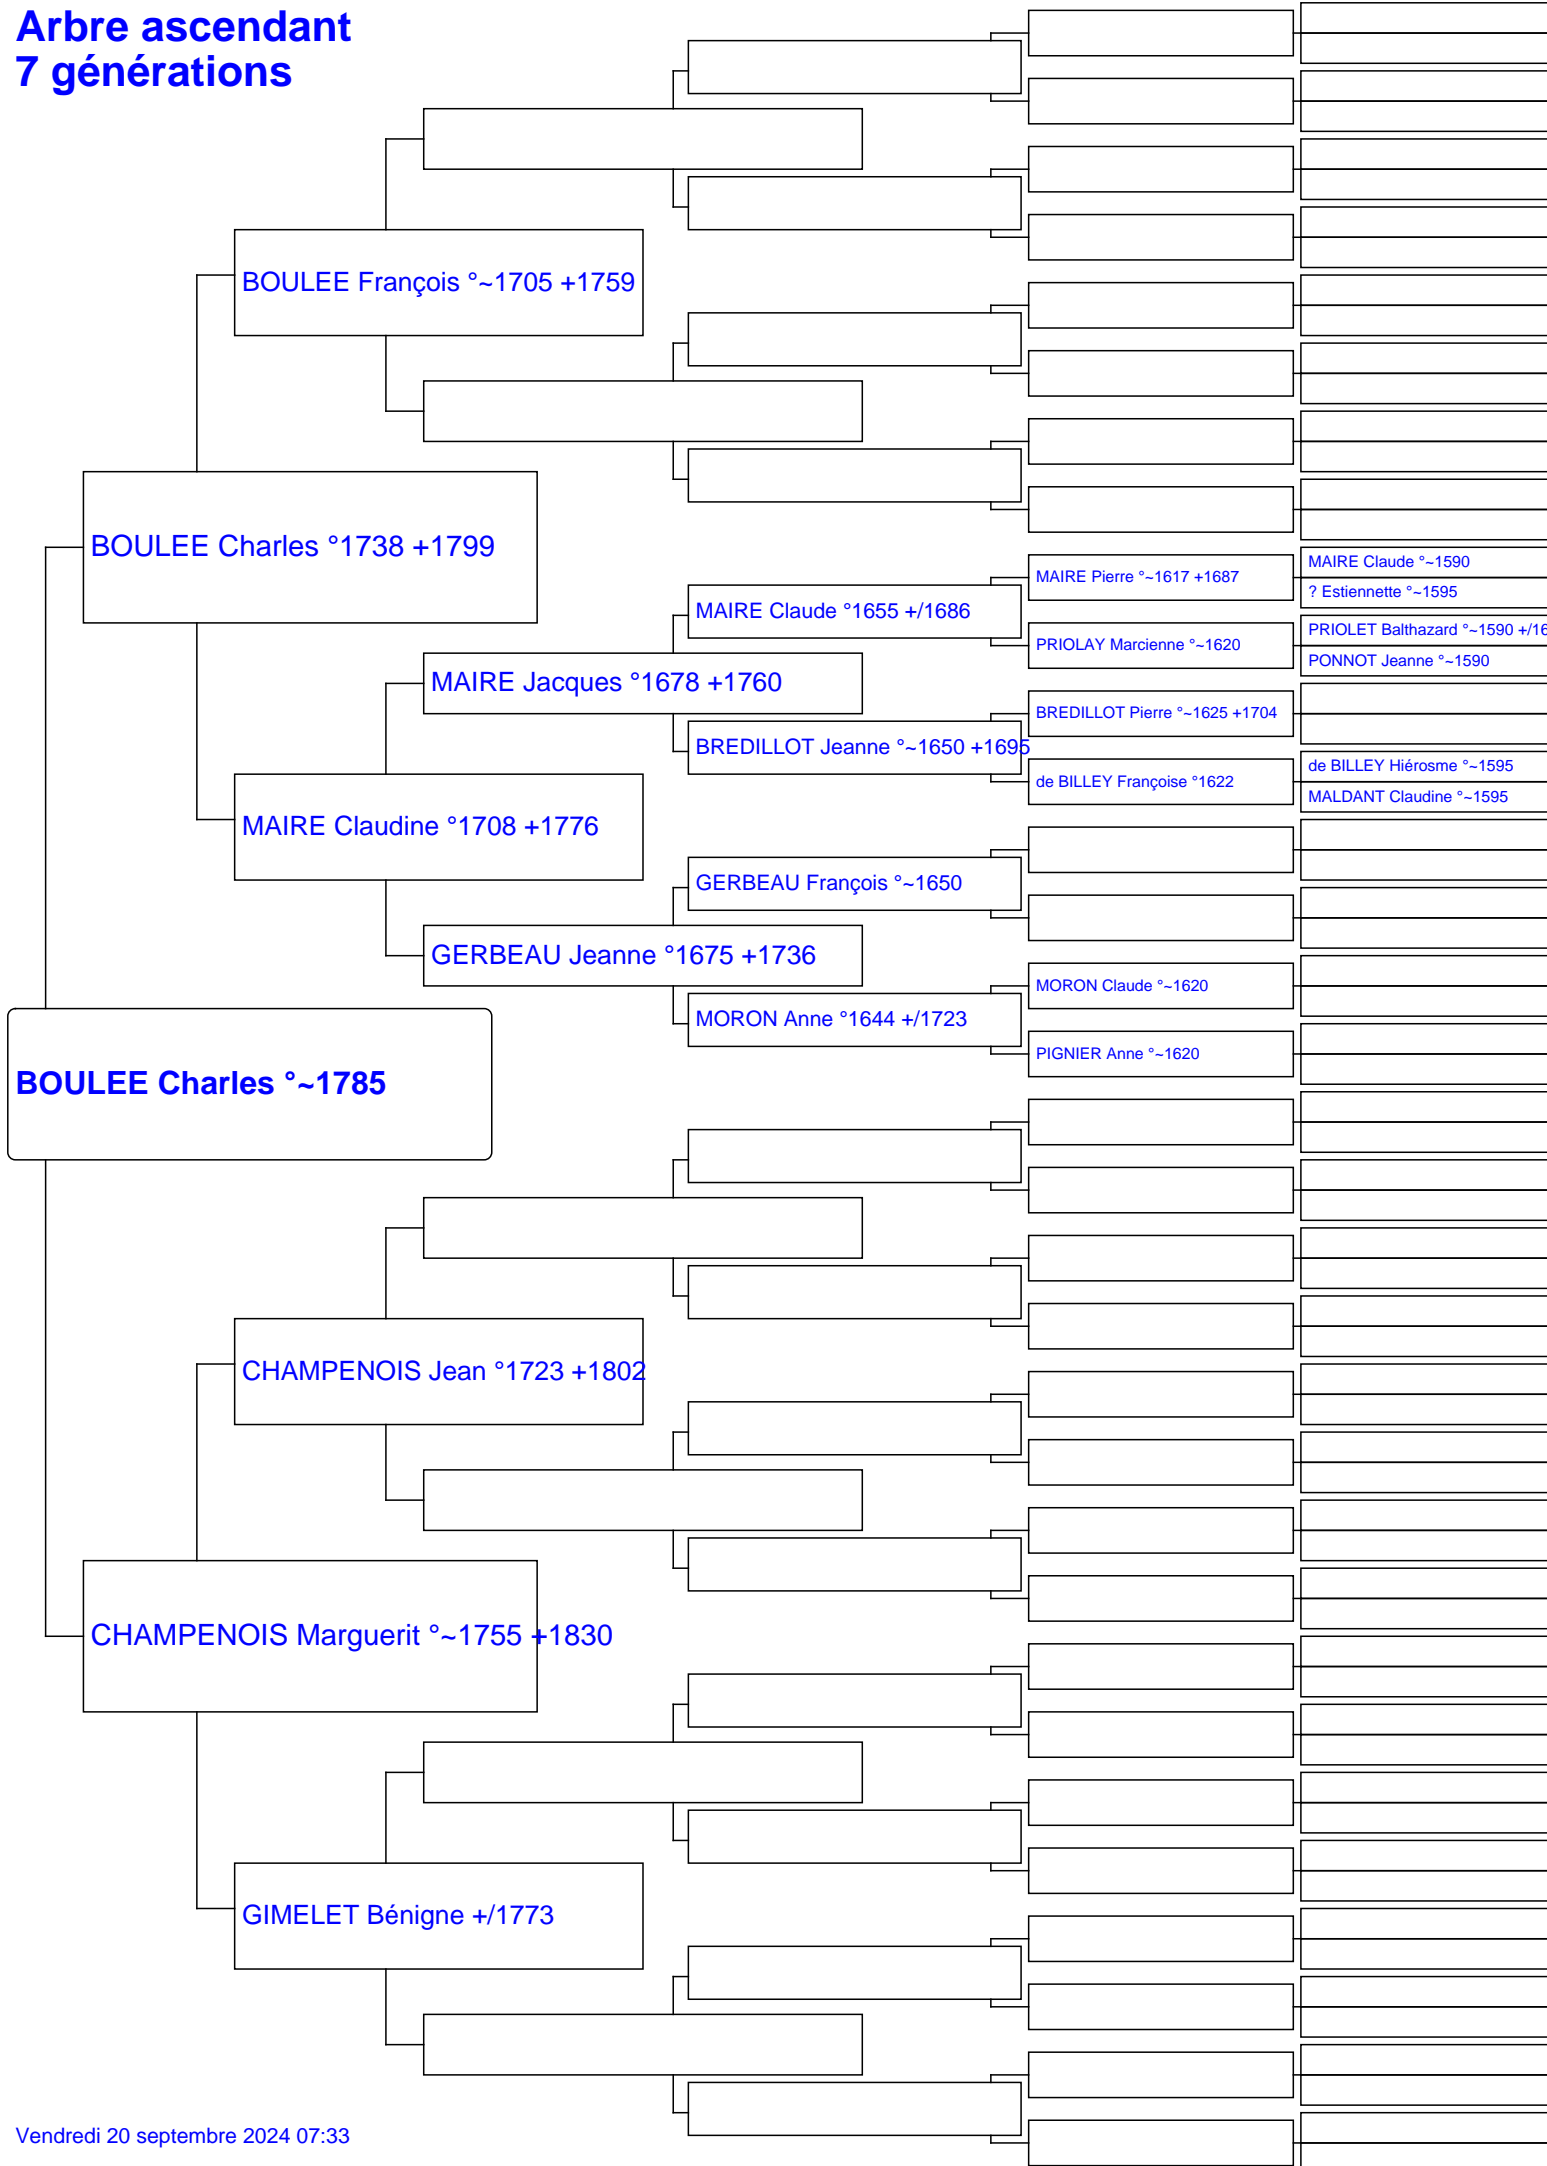 Arbre ascendant
7 générations
BOULEE François °~1705 +1759
BOULEE Charles °1738 +1799
MAIRE Pierre °~1617 +1687
MAIRE Claude °~1590
? Estiennette °~1595
MAIRE Claude °1655 +/1686
PRIOLAY Marcienne °~1620
PRIOLET Balthazard °~1590 +/16
PONNOT Jeanne °~1590
MAIRE Jacques °1678 +1760
BREDILLOT Pierre °~1625 +1704
BREDILLOT Jeanne °~1650 +1695
de BILLEY Françoise °1622
de BILLEY Hiérosme °~1595
MALDANT Claudine °~1595
MAIRE Claudine °1708 +1776
GERBEAU François °~1650
GERBEAU Jeanne °1675 +1736
MORON Claude °~1620
MORON Anne °1644 +/1723
PIGNIER Anne °~1620
BOULEE Charles °~1785
CHAMPENOIS Jean °1723 +1802
CHAMPENOIS Marguerit °~1755 +1830
GIMELET Bénigne +/1773
Vendredi 20 septembre 2024 07:33